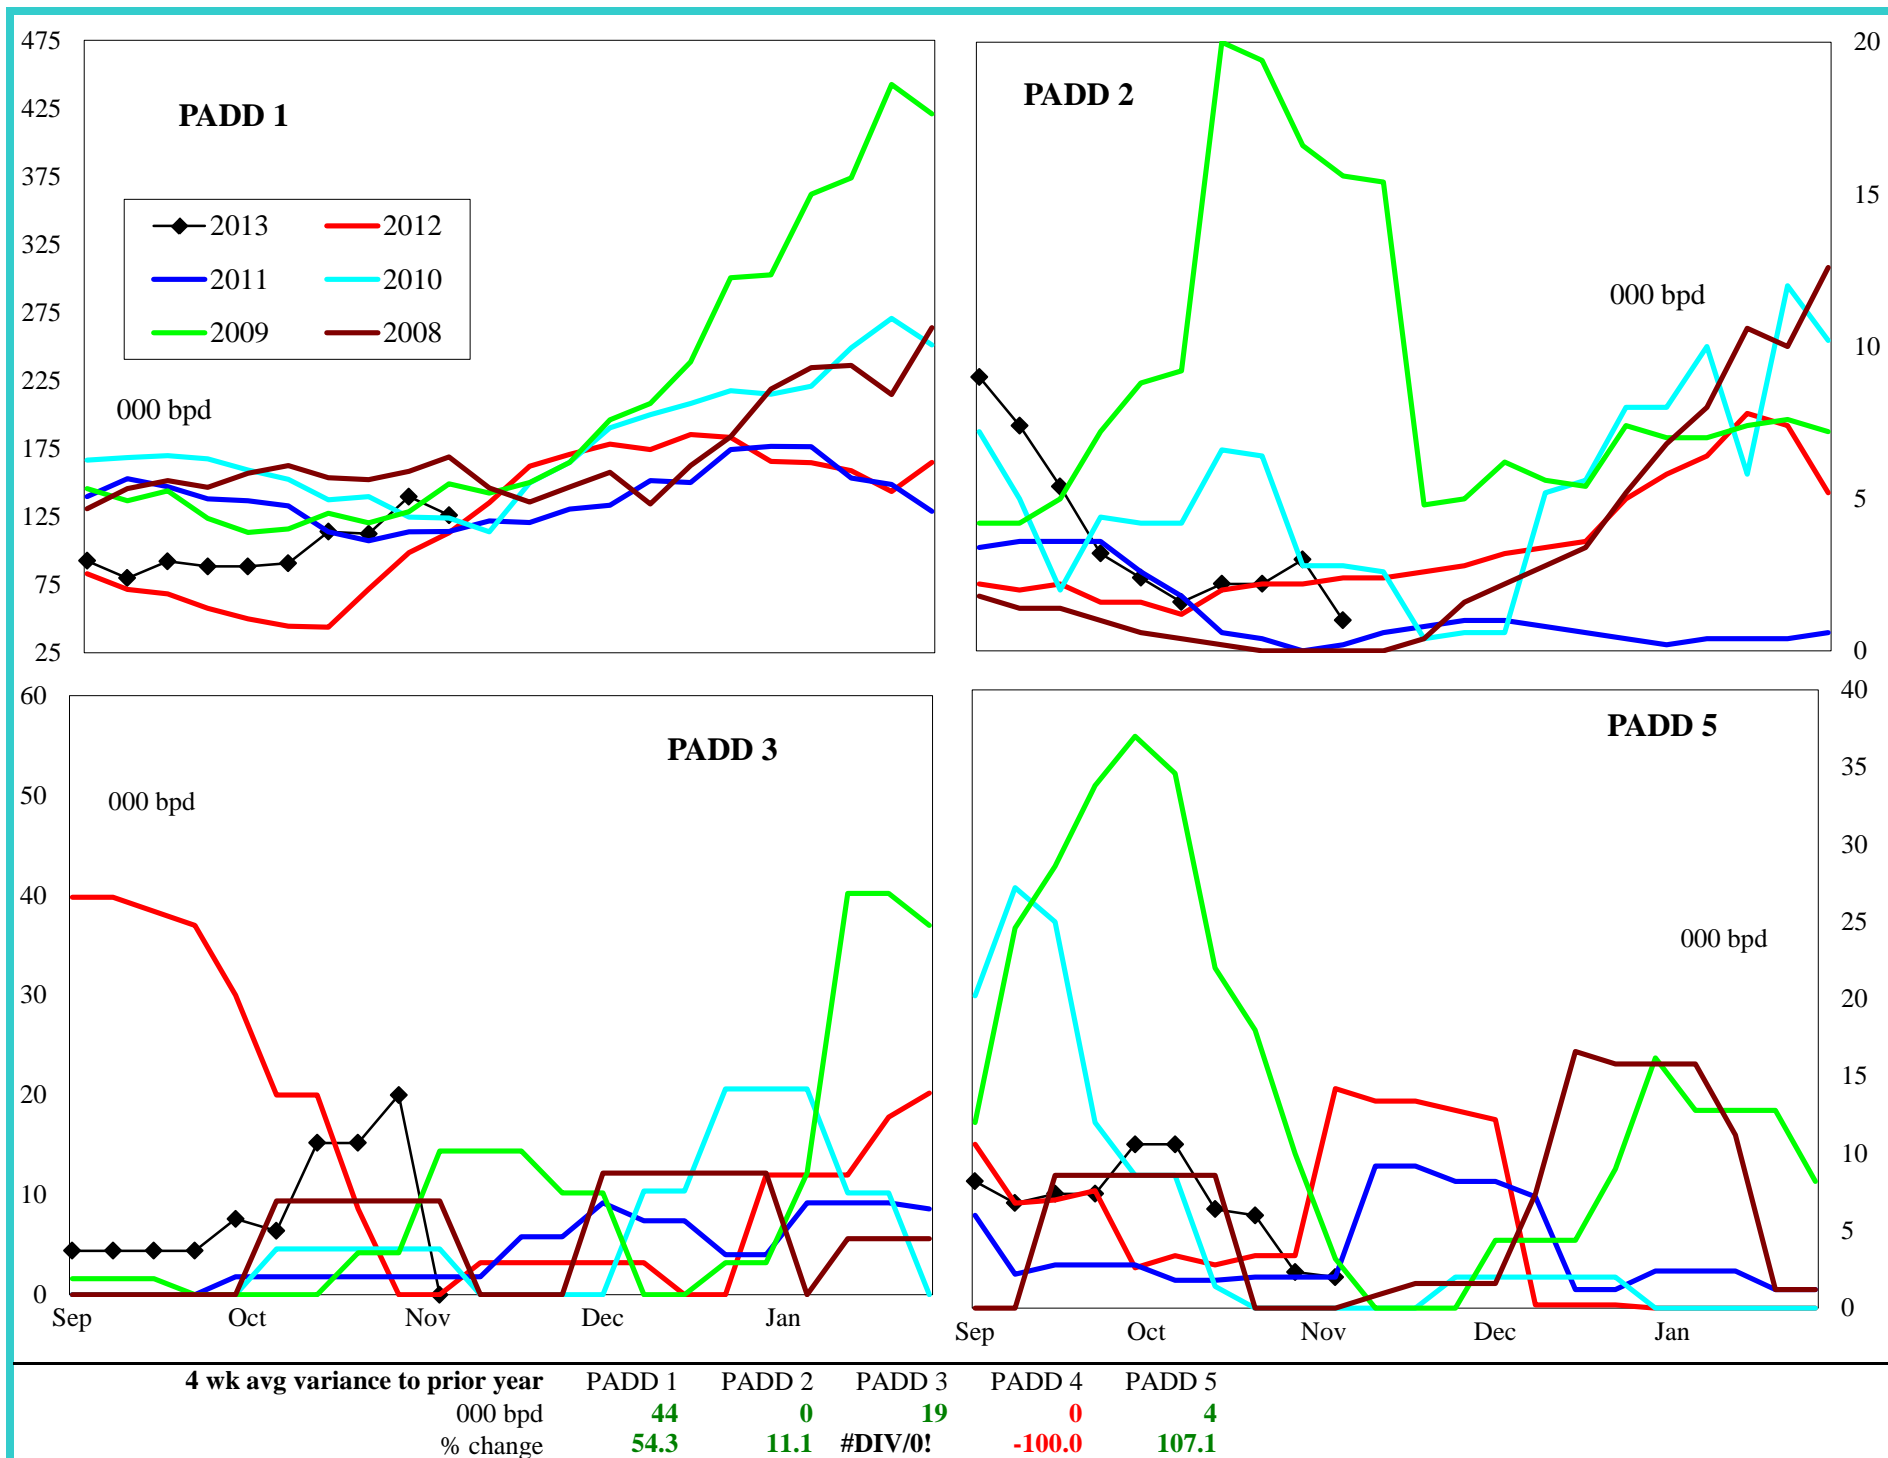 475
425
375
325
275
225
175
125
75
25
PADD 1
2013 2012
2011 2010
2009 2008
000 bpd
PADD 2
000 bpd
20
15
10
5
0
60
50
40
30
20
10
0
PADD 3
000 bpd
Sep Oct Nov Dec Jan
PADD 5
000 bpd
40
35
30
25
20
15
10
5
0
Sep Oct Nov Dec Jan
4 wk avg variance to prior year PADD 1 PADD 2 PADD 3 PADD 4 PADD 5
000 bpd 44 0 19 0 4
% change 54.3 11.1 #DIV/0! -100.0 107.1